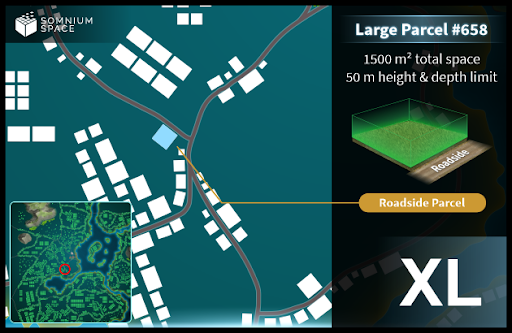 SOMNIUM
SPACE
Large Parcel #658
1500 m² total space
50 m height & depth limit
Roadside
Roadside Parcel
XL